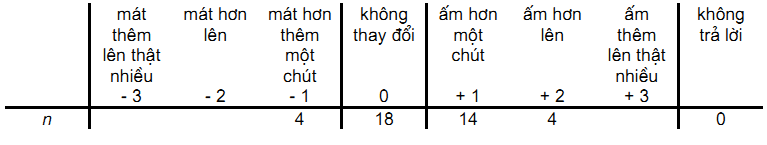 mát thêm lên thật nhiều - 3
mát hơn lên - 2
mát hơn thêm một chút - 1
không thay đổi 0
ấm hơn một chút + 1
ấm hơn lên + 2
ấm thêm lên thật nhiều + 3
không trả lời
n 4 18 14 4 0